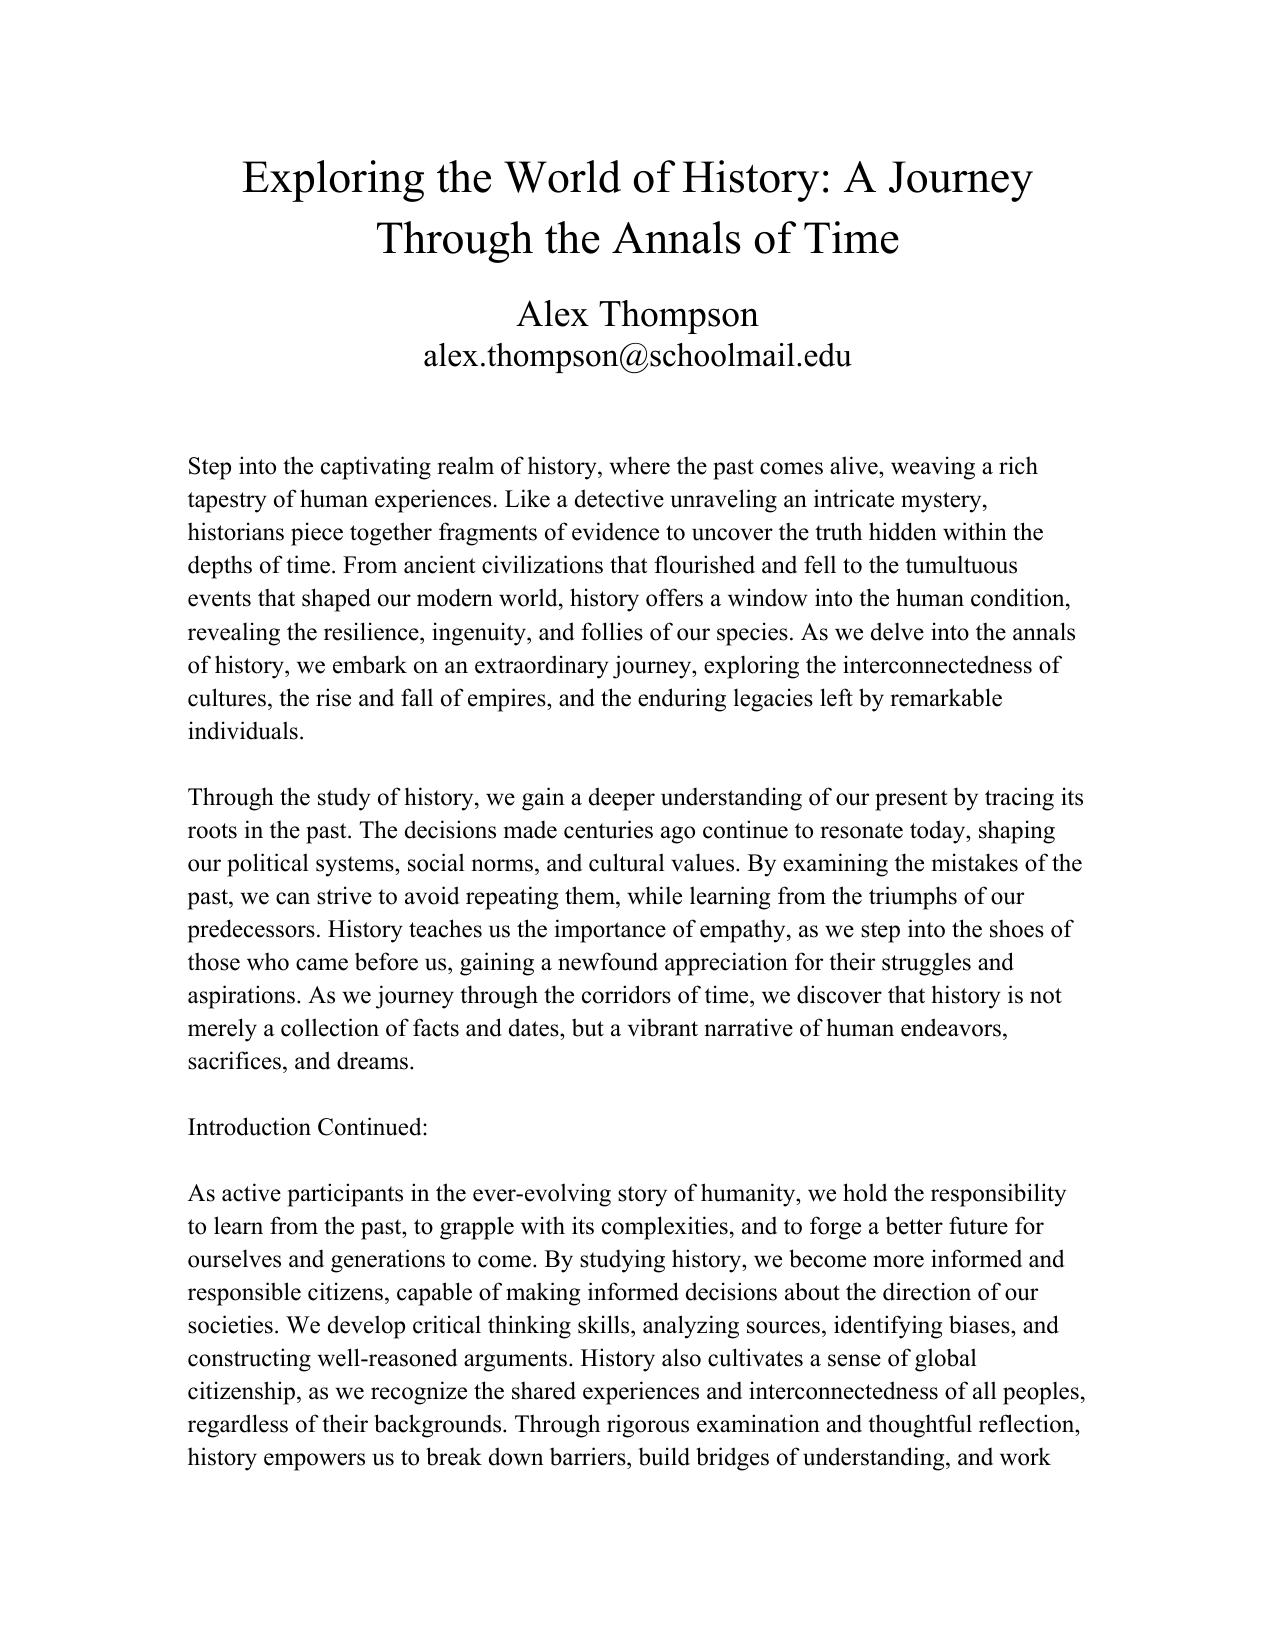 Exploring the World of History: A Journey
Through the Annals of Time
Alex Thompson
alex.thompson@schoolmail.edu
Step into the captivating realm of history, where the past comes alive, weaving a rich
tapestry of human experiences. Like a detective unraveling an intricate mystery,
historians piece together fragments of evidence to uncover the truth hidden within the
depths of time. From ancient civilizations that flourished and fell to the tumultuous
events that shaped our modern world, history offers a window into the human condition,
revealing the resilience, ingenuity, and follies of our species. As we delve into the annals
of history, we embark on an extraordinary journey, exploring the interconnectedness of
cultures, the rise and fall of empires, and the enduring legacies left by remarkable
individuals.
Through the study of history, we gain a deeper understanding of our present by tracing its
roots in the past. The decisions made centuries ago continue to resonate today, shaping
our political systems, social norms, and cultural values. By examining the mistakes of the
past, we can strive to avoid repeating them, while learning from the triumphs of our
predecessors. History teaches us the importance of empathy, as we step into the shoes of
those who came before us, gaining a newfound appreciation for their struggles and
aspirations. As we journey through the corridors of time, we discover that history is not
merely a collection of facts and dates, but a vibrant narrative of human endeavors,
sacrifices, and dreams.
Introduction Continued:
As active participants in the ever-evolving story of humanity, we hold the responsibility
to learn from the past, to grapple with its complexities, and to forge a better future for
ourselves and generations to come. By studying history, we become more informed and
responsible citizens, capable of making informed decisions about the direction of our
societies. We develop critical thinking skills, analyzing sources, identifying biases, and
constructing well-reasoned arguments. History also cultivates a sense of global
citizenship, as we recognize the shared experiences and interconnectedness of all peoples,
regardless of their backgrounds. Through rigorous examination and thoughtful reflection,
history empowers us to break down barriers, build bridges of understanding, and work